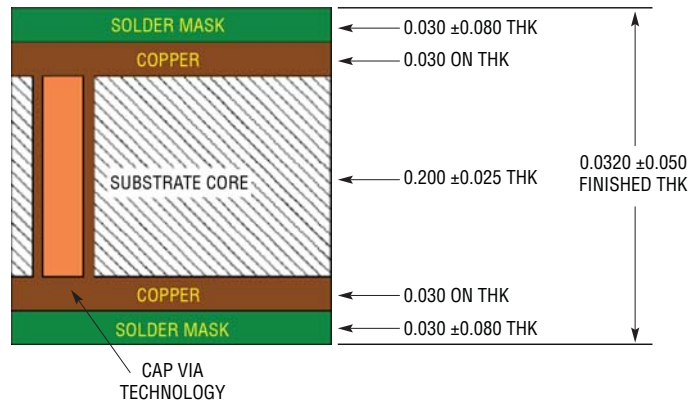 SOLDER MASK
0.030 ±0.080 THK
COPPER
0.030 ON THK
SUBSTRATE CORE
0.200 ±0.025 THK
0.0320 ±0.050
FINISHED THK
COPPER
0.030 ON THK
SOLDER MASK
0.030 ±0.080 THK
CAP VIA
TECHNOLOGY